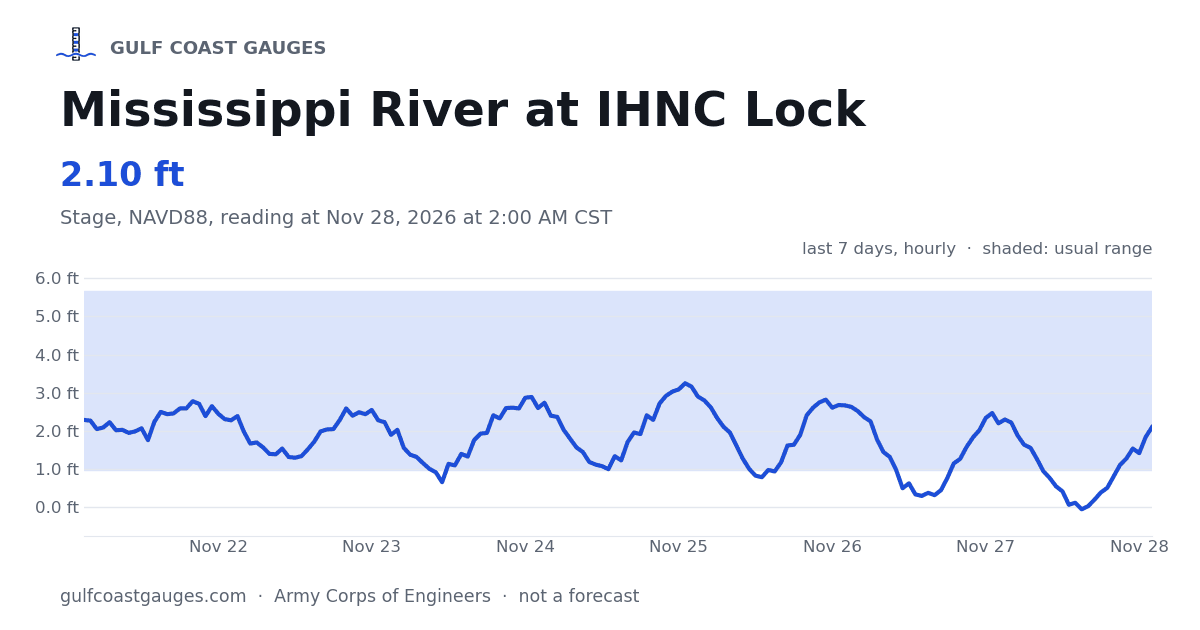 GULF COAST GAUGES
Mississippi River at IHNC Lock
2.10 ft
Stage, NAVD88, reading at Nov 28, 2026 at 2:00 AM CST
last 7 days, hourly · shaded: usual range
6.0 ft
5.0 ft
4.0 ft
3.0 ft
2.0 ft
1.0 ft
0.0 ft
Nov 22 Nov 23 Nov 24 Nov 25 Nov 26 Nov 27 Nov 28
gulfcoastgauges.com · Army Corps of Engineers · not a forecast